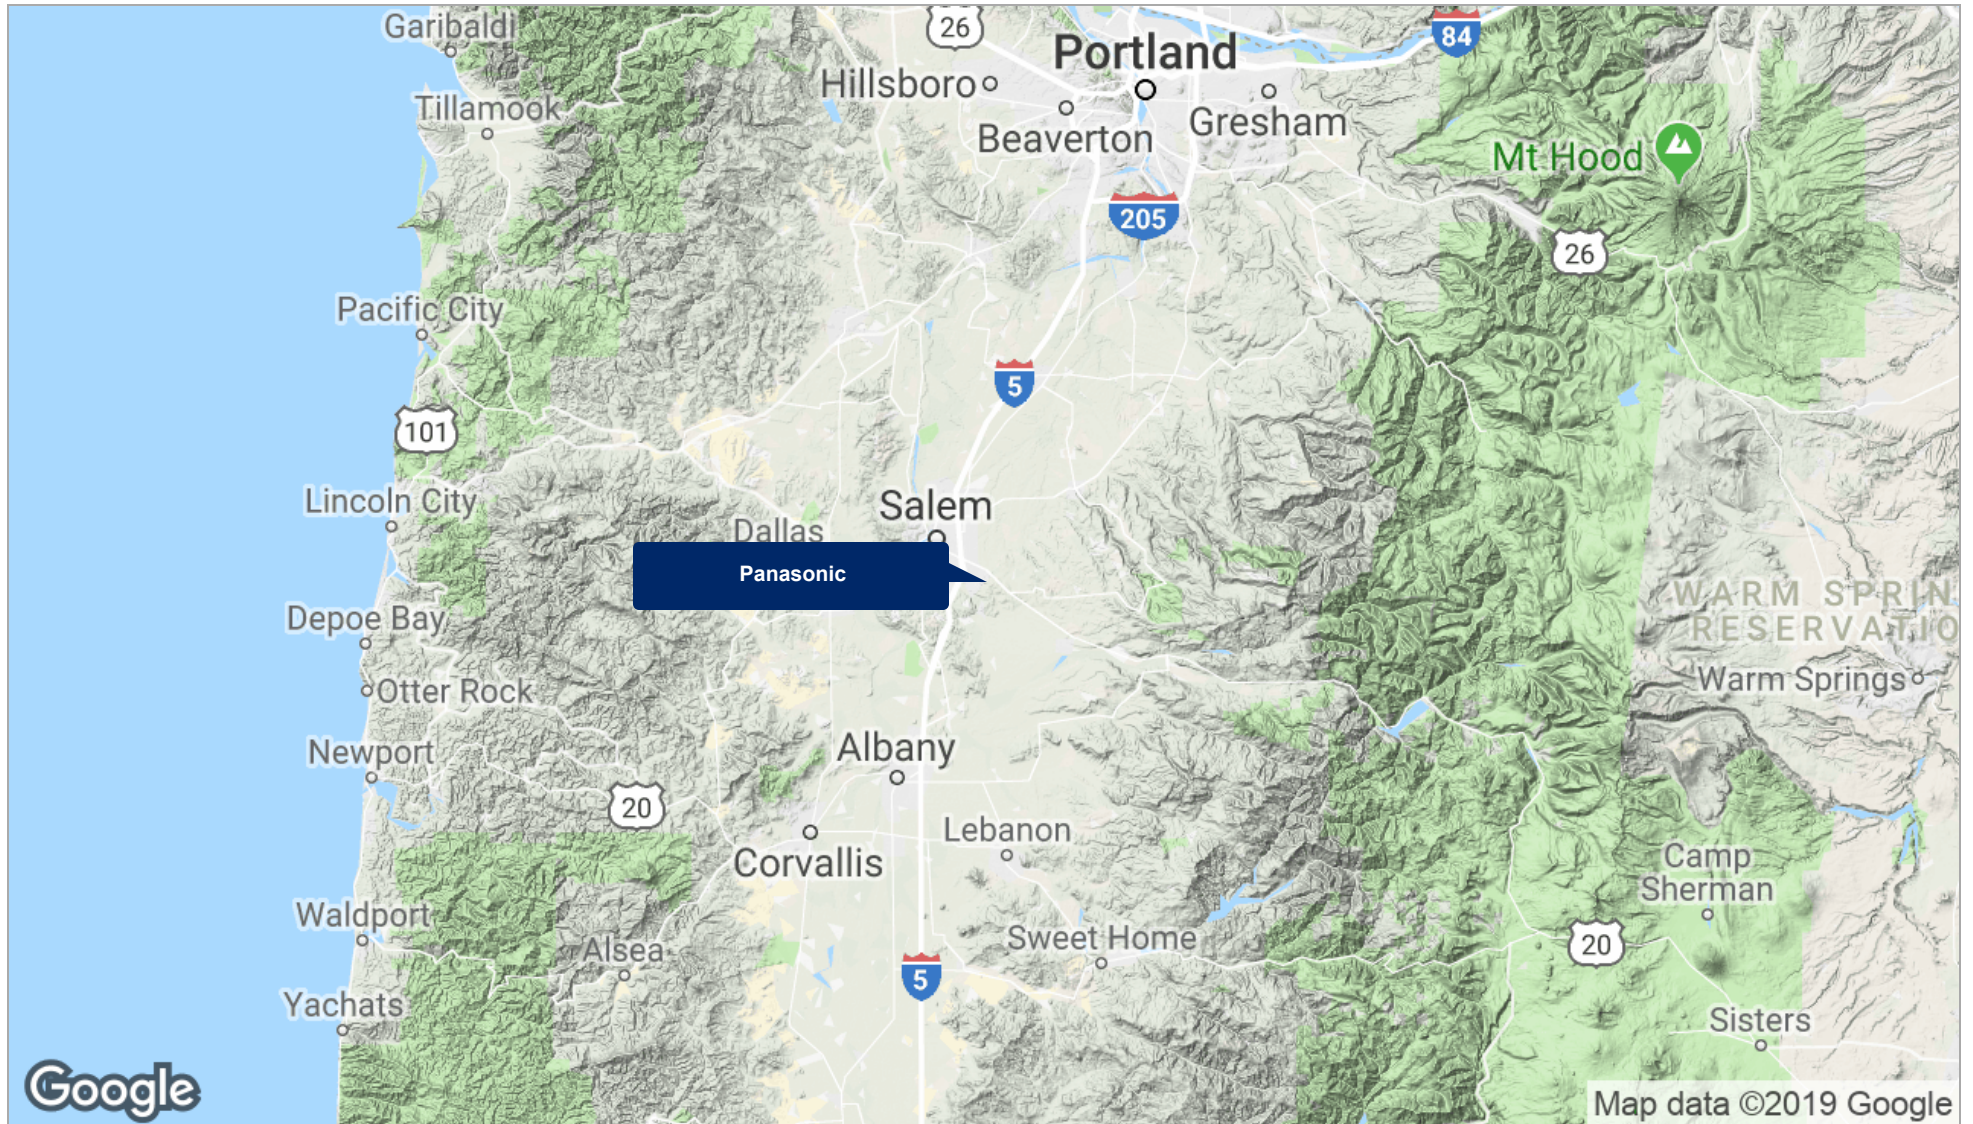 Garibaldi
26
Portland
84
Hillsboro
Tillamook
Beaverton
Gresham
Mt Hood
205
26
Pacific City
5
101
Lincoln City
Salem
Dallas
Panasonic
WARM SPRIN
RESERVATIO
Depoe Bay
Warm Springs
Otter Rock
Newport
Albany
20
Lebanon
Corvallis
Camp
Sherman
Waldport
Alsea
Sweet Home
20
5
Yachats
Sisters
Google
Map data ©2019 Google